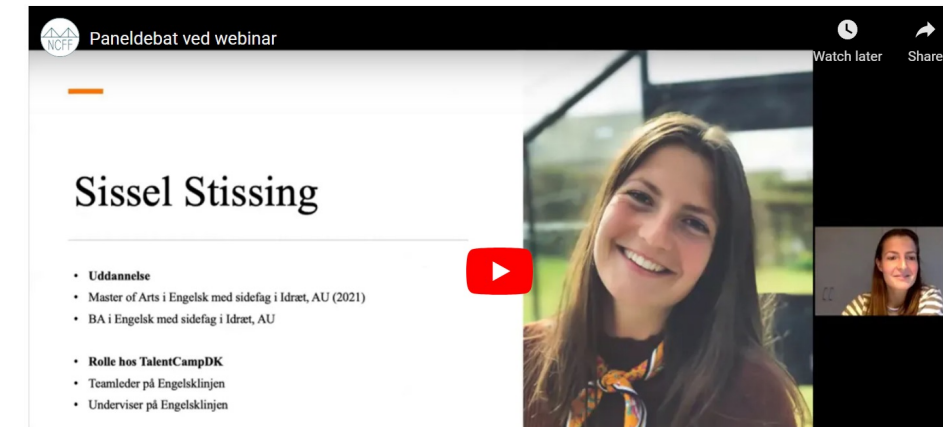 NCFF
Paneldebat ved webinar
Watch later
Share
Sissel Stissing
• Uddannelse
• Master of Arts i Engelsk med sidefag i Idræt, AU (2021)
• BA i Engelsk med sidefag i Idræt, AU
• Rolle hos TalentCampDK
• Teamleder på Engelsklinjen
• Underviser på Engelsklinjen